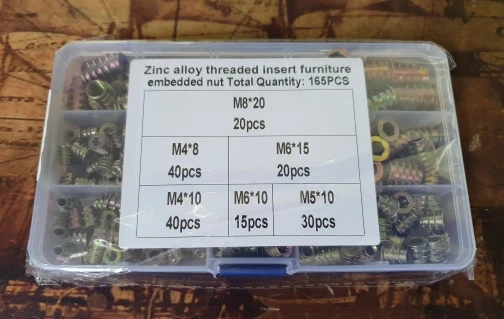 Zinc alloy threaded insert furniture
embedded nut Total Quantity: 165PCS
M8*20
20pcs
M4*8
40pcs
M6*15
20pcs
M4*10
40pcs
M6*10
15pcs
M5*10
30pcs